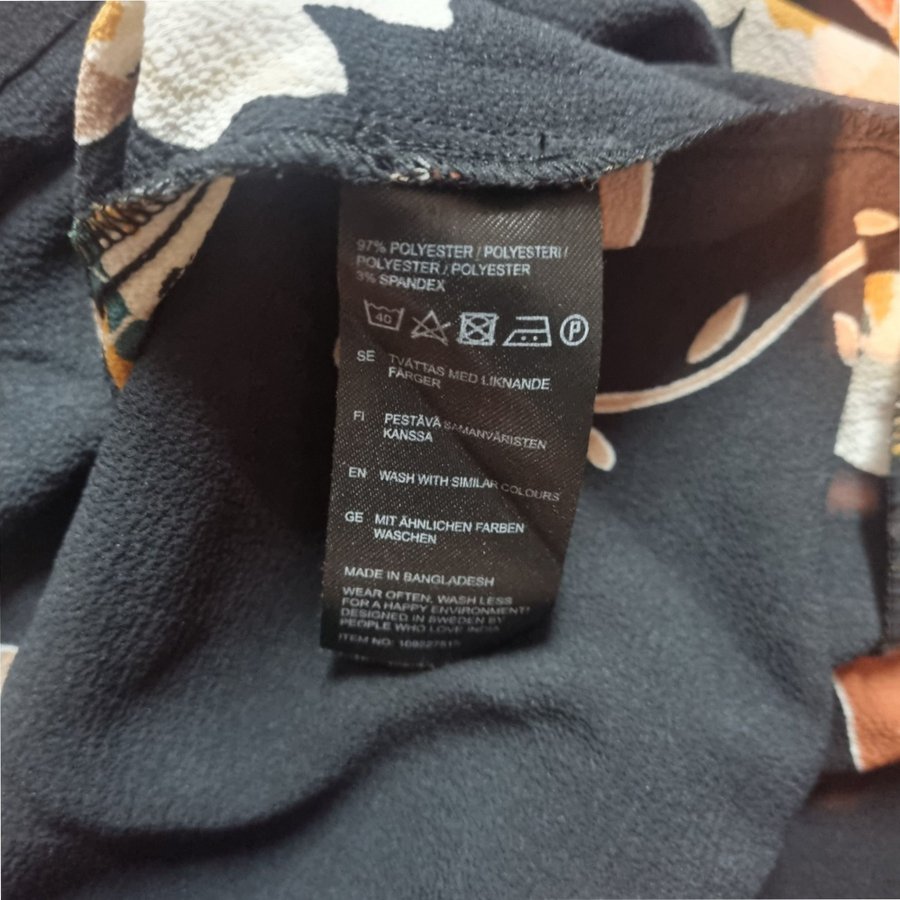 97% POLYESTER / POLYESTERI /
POLYESTER / POLYESTER
3% SPANDEX
40
P
SE TVÄTTAS MED LIKNANDE
FÄRGER
FI PESTÄVÄ SAMANVÄRISTEN
KANSSA
EN WASH WITH SIMILAR COLOURS
GE MIT ÄHNLICHEN FARBEN
WASCHEN
MADE IN BANGLADESH
WEAR OFTEN, WASH LESS
FOR A HAPPY ENVIRONMENT!
DESIGNED IN SWEDEN BY
PEOPLE WHO LOVE INDIA
ITEM NO: